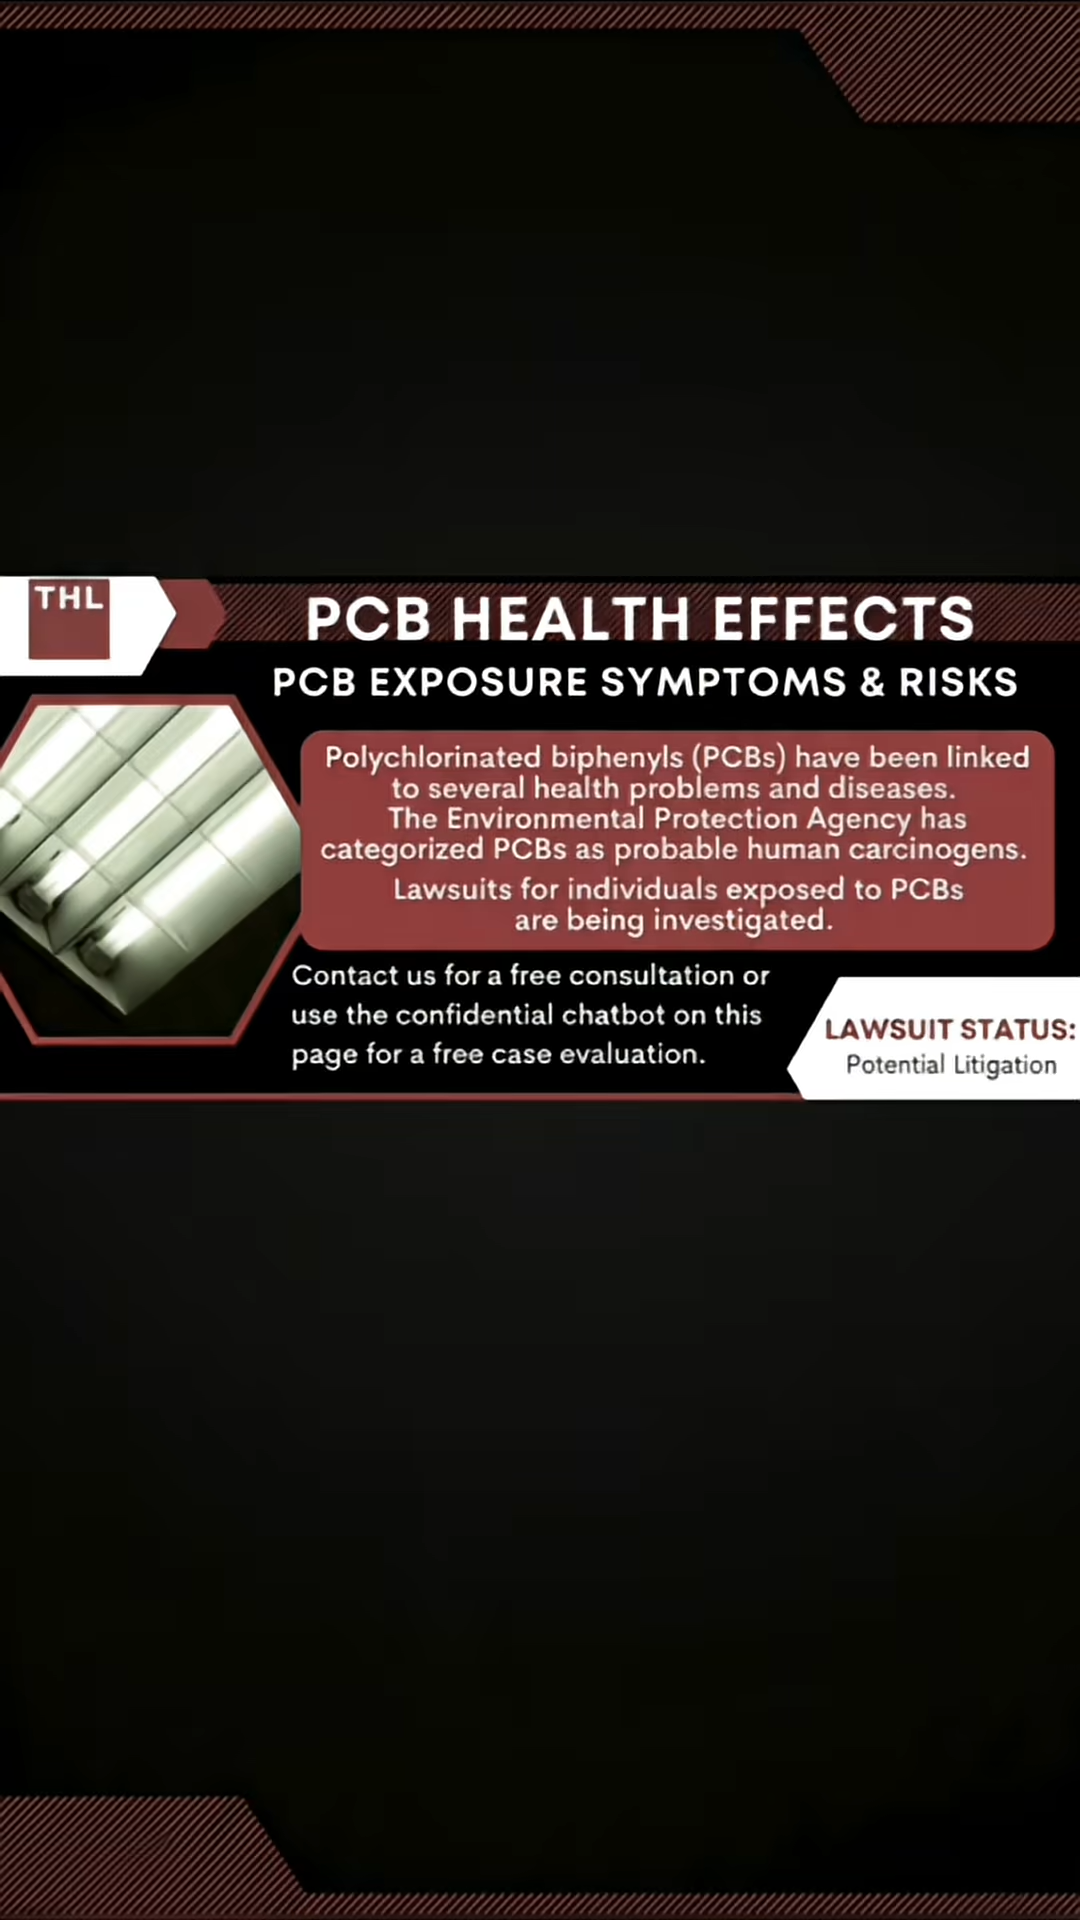 THL
PCB HEALTH EFFECTS
PCB EXPOSURE SYMPTOMS & RISKS
Polychlorinated biphenyls (PCBs) have been linked
to several health problems and diseases.
The Environmental Protection Agency has
categorized PCBs as probable human carcinogens.
Lawsuits for individuals exposed to PCBs
are being investigated.
Contact us for a free consultation or
use the confidential chatbot on this
page for a free case evaluation.
LAWSUIT STATUS:
Potential Litigation